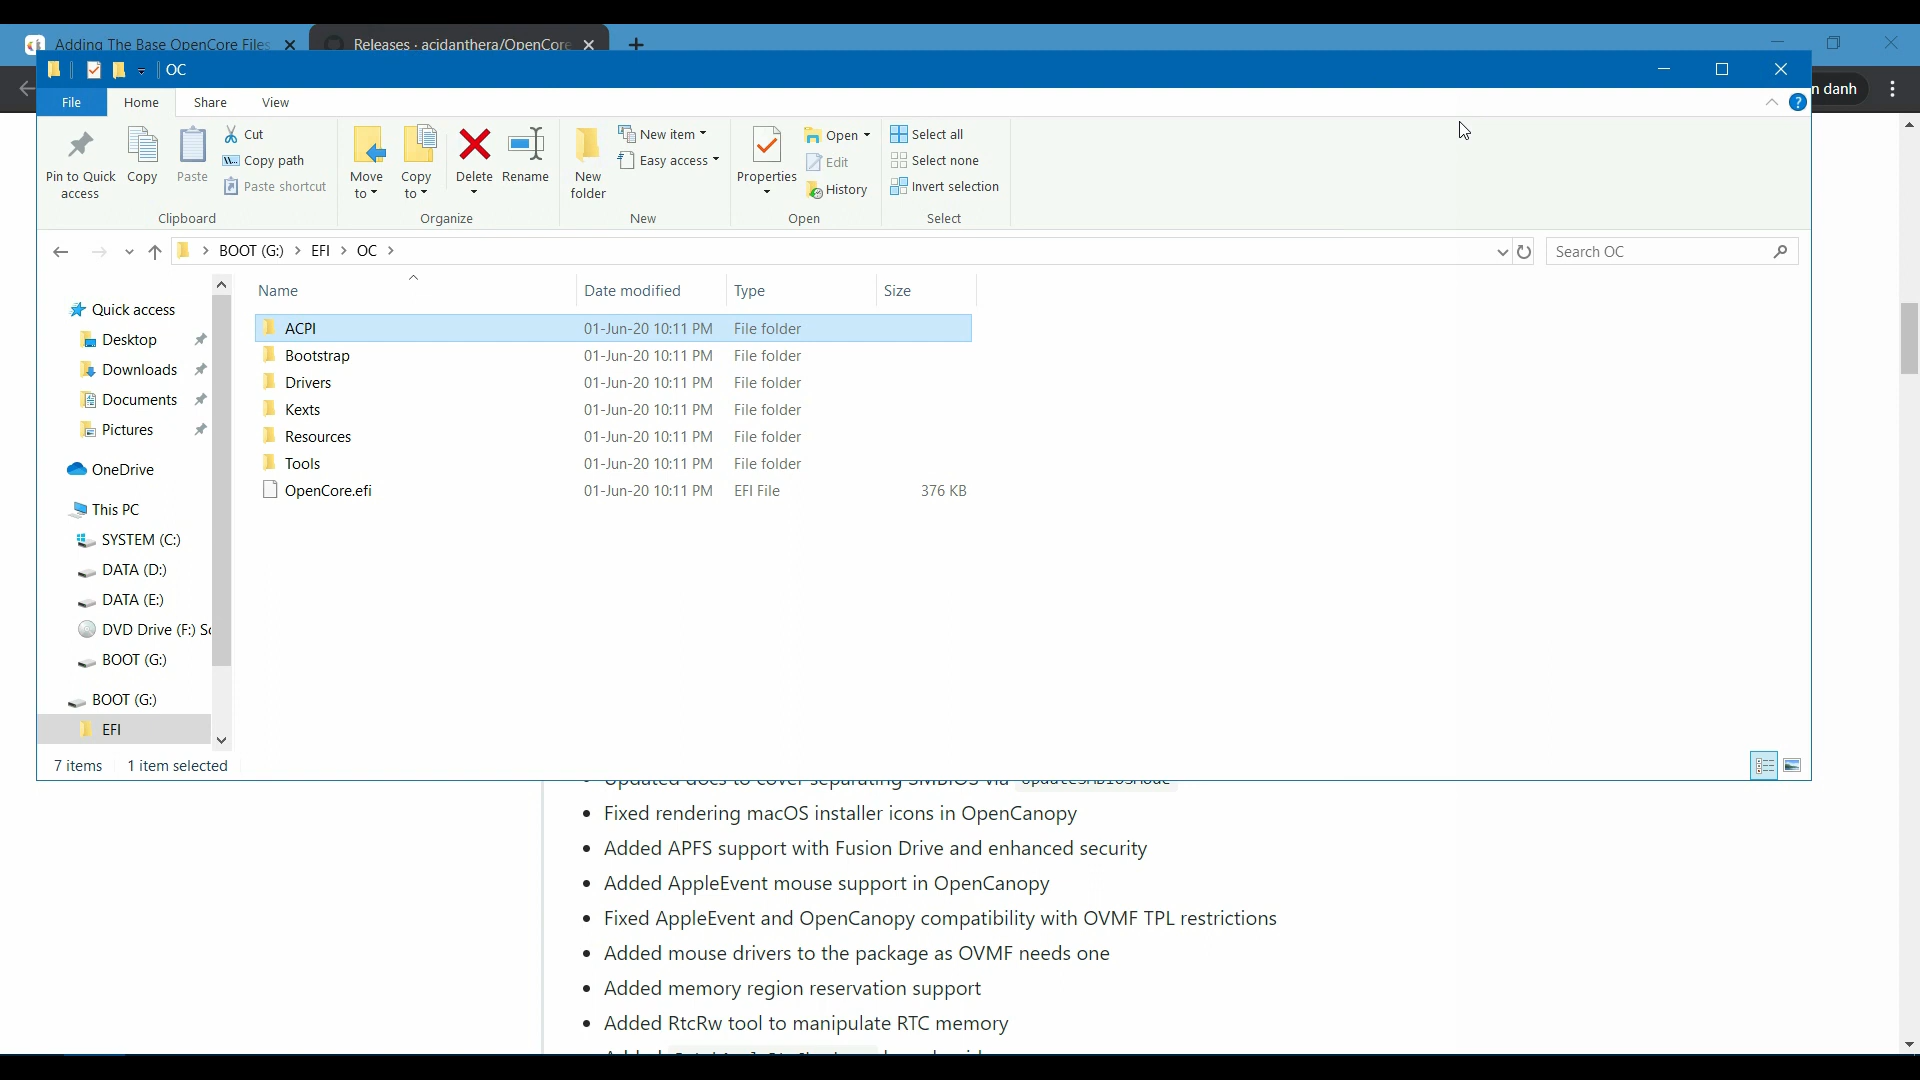 Adding The Base OpenCore Files
Releases · acidanthera/OpenCore
OC
n danh
File Home Share View
Pin to Quick access
Copy
Paste
Cut
Copy path
Paste shortcut
Clipboard
Move to
Copy to
Delete
Rename
Organize
New folder
New item
Easy access
New
Properties
Open
Edit
History
Open
Select all
Select none
Invert selection
Select
BOOT (G:) EFI OC
Search OC
Quick access
Desktop
Downloads
Documents
Pictures
OneDrive
This PC
SYSTEM (C:)
DATA (D:)
DATA (E:)
DVD Drive (F:) Sc
BOOT (G:)
BOOT (G:)
EFI
Name Date modified Type Size
ACPI 01-Jun-20 10:11 PM File folder
Bootstrap 01-Jun-20 10:11 PM File folder
Drivers 01-Jun-20 10:11 PM File folder
Kexts 01-Jun-20 10:11 PM File folder
Resources 01-Jun-20 10:11 PM File folder
Tools 01-Jun-20 10:11 PM File folder
OpenCore.efi 01-Jun-20 10:11 PM EFI File 376 KB
7 items 1 item selected
Updated docs to cover separating SMBIOS via UpdateSMBIOSMode
• Fixed rendering macOS installer icons in OpenCanopy
• Added APFS support with Fusion Drive and enhanced security
• Added AppleEvent mouse support in OpenCanopy
• Fixed AppleEvent and OpenCanopy compatibility with OVMF TPL restrictions
• Added mouse drivers to the package as OVMF needs one
• Added memory region reservation support
• Added RtcRw tool to manipulate RTC memory